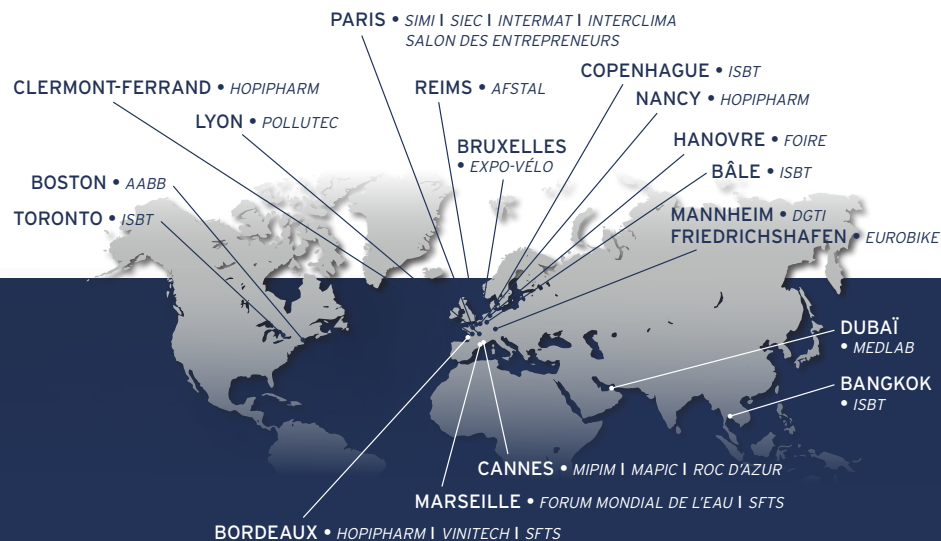 PARIS • SIMI I SIEC I INTERMAT I INTERCLIMA
SALON DES ENTREPRENEURS
COPENHAGUE • ISBT
CLERMONT-FERRAND • HOPIPHARM
REIMS • AFSTAL
NANCY • HOPIPHARM
LYON • POLLUTEC
HANOVRE • FOIRE
BRUXELLES
• EXPO-VÉLO
BÂLE • ISBT
BOSTON • AABB
TORONTO • ISBT
MANNHEIM • DGTI
FRIEDRICHSHAFEN • EUROBIKE
DUBAÏ
• MEDLAB
BANGKOK
• ISBT
CANNES • MIPIM I MAPIC I ROC D'AZUR
MARSEILLE • FORUM MONDIAL DE L'EAU I SFTS
BORDEAUX • HOPIPHARM I VINITECH I SFTS